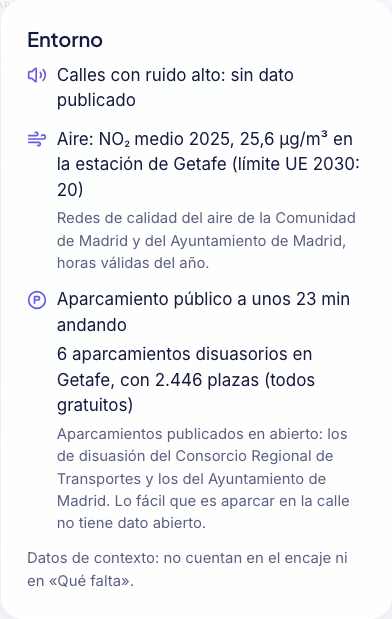 Entorno
Calles con ruido alto: sin dato
publicado
Aire: NO₂ medio 2025, 25,6 µg/m³ en
la estación de Getafe (límite UE 2030:
20)
Redes de calidad del aire de la Comunidad
de Madrid y del Ayuntamiento de Madrid,
horas válidas del año.
Aparcamiento público a unos 23 min
andando
6 aparcamientos disuasorios en
Getafe, con 2.446 plazas (todos
gratuitos)
Aparcamientos publicados en abierto: los
de disuasión del Consorcio Regional de
Transportes y los del Ayuntamiento de
Madrid. Lo fácil que es aparcar en la calle
no tiene dato abierto.
Datos de contexto: no cuentan en el encaje ni
en «Qué falta».